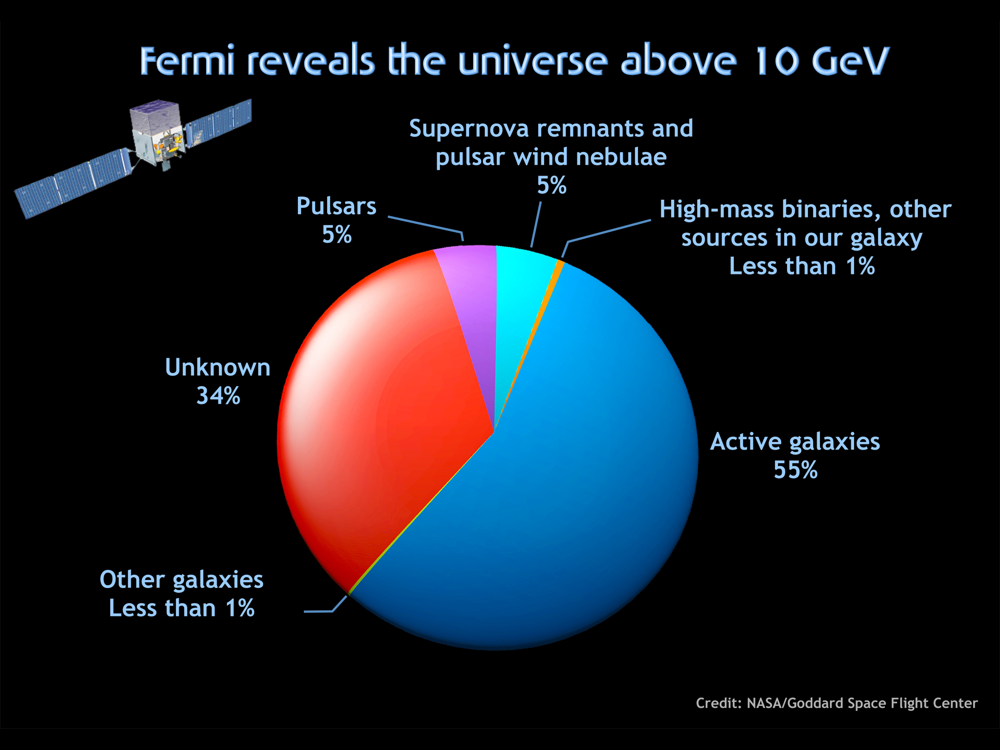 Fermi reveals the universe above 10 GeV
Supernova remnants and
pulsar wind nebulae
5%
Pulsars
5%
High-mass binaries, other
sources in our galaxy
Less than 1%
Unknown
34%
Active galaxies
55%
Other galaxies
Less than 1%
Credit: NASA/Goddard Space Flight Center